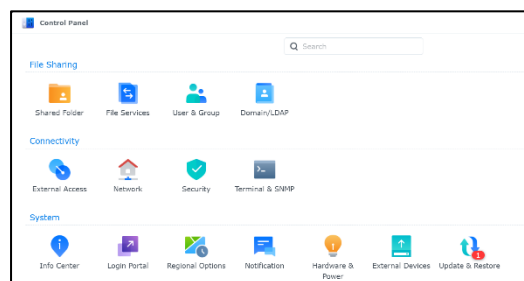 Control Panel
Search
File Sharing
Shared Folder File Services User & Group Domain/LDAP
Connectivity
External Access Network Security Terminal & SNMP
System
1
Info Center Login Portal Regional Options Notification Hardware & Power External Devices Update & Restore